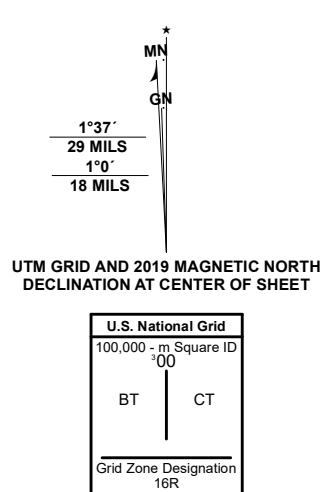 ★
MN
GN
1°37´
29 MILS
1°0´
18 MILS
UTM GRID AND 2019 MAGNETIC NORTH
DECLINATION AT CENTER OF SHEET
U.S. National Grid
100,000 - m Square ID
³00
BT CT
Grid Zone Designation
16R